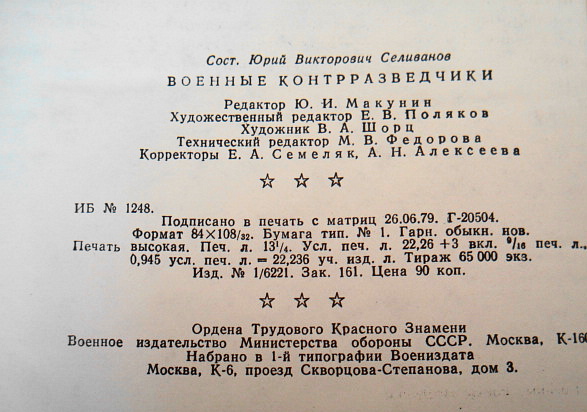 Сост. Юрий Викторович Селиванов
ВОЕННЫЕ КОНТРРАЗВЕДЧИКИ
Редактор Ю. И. Макунин
Художественный редактор Е. В. Поляков
Художник В. А. Шорц
Технический редактор М. В. Федорова
Корректоры Е. А. Семеляк, А. Н. Алексеева
☆ ☆ ☆
ИБ № 1248.
Подписано в печать с матриц 26.06.79. Г-20504.
Формат 84×108/32. Бумага тип. № 1. Гарн. обыкн. нов.
Печать высокая. Печ. л. 13¹/₄. Усл. печ. л. 22,26 +3 вкл. ⁹/₁₆ печ. л.,
0,945 усл. печ. л. = 22,236 уч. изд. л. Тираж 65 000 экз.
Изд. № 1/6221. Зак. 161. Цена 90 коп.
☆ ☆ ☆
Ордена Трудового Красного Знамени
Военное издательство Министерства обороны СССР. Москва, К-160
Набрано в 1-й типографии Воениздата
Москва, К-6, проезд Скворцова-Степанова, дом 3.